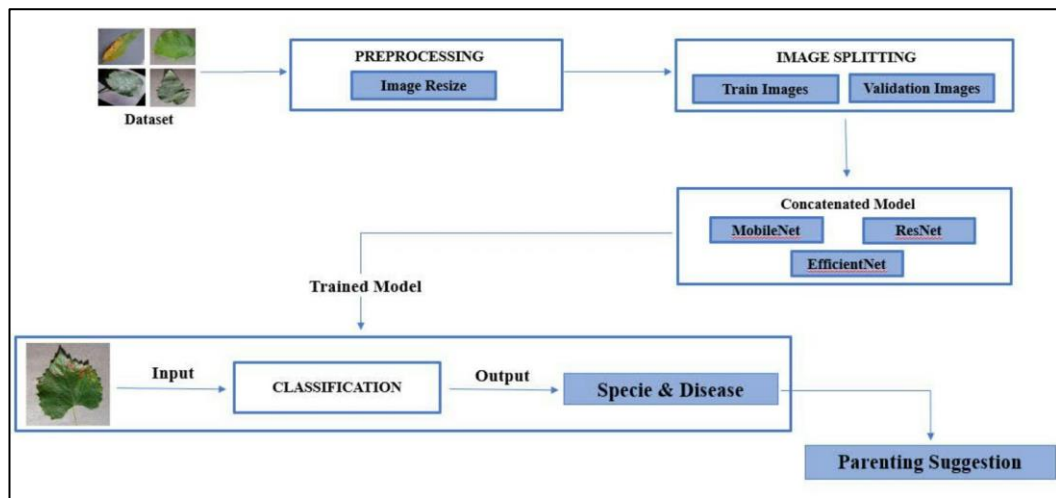 Dataset
PREPROCESSING
Image Resize
IMAGE SPLITTING
Train Images
Validation Images
Concatenated Model
MobileNet
ResNet
EfficientNet
Trained Model
Input
CLASSIFICATION
Output
Specie & Disease
Parenting Suggestion